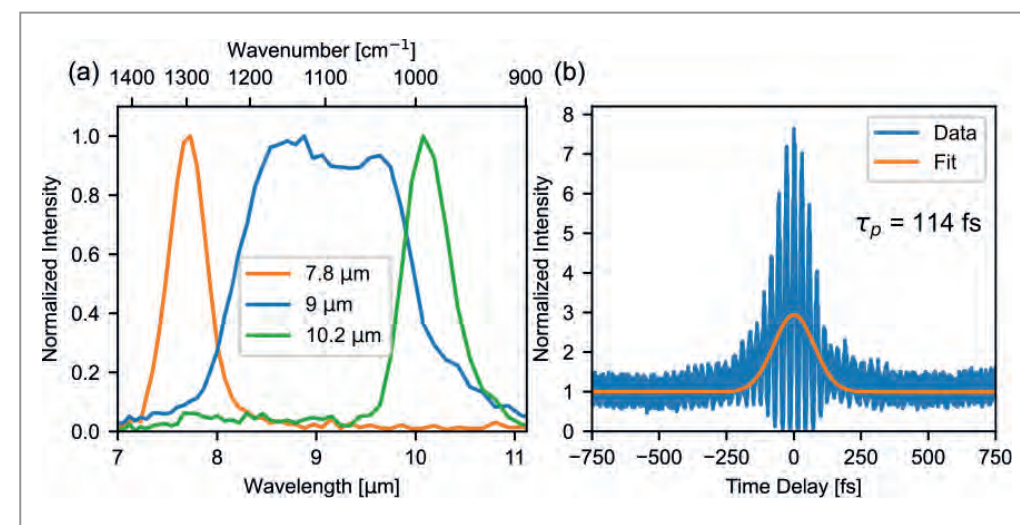 (a)
Wavenumber [cm⁻¹]
1400 1300 1200 1100 1000 900
Normalized Intensity
1.0
0.8
0.6
0.4
0.2
0.0
7.8 µm
9 µm
10.2 µm
7 8 9 10 11
Wavelength [µm]
(b)
Normalized Intensity
8
7
6
5
4
3
2
1
0
Data
Fit
τₚ = 114 fs
−750 −500 −250 0 250 500 750
Time Delay [fs]